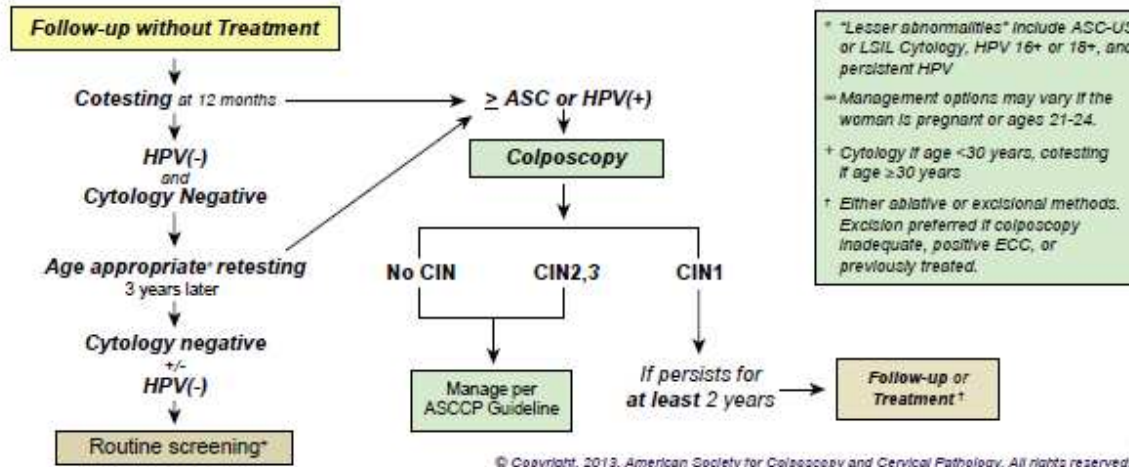 Follow-up without Treatment
Cotesting at 12 months
HPV(-)
and
Cytology Negative
Age appropriate+ retesting
3 years later
Cytology negative
+/-
HPV(-)
Routine screening+
> ASC or HPV(+)
Colposcopy
No CIN
CIN2,3
CIN1
Manage per
ASCCP Guideline
If persists for
at least 2 years
Follow-up or
Treatment †
* "Lesser abnormalities" include ASC-US
or LSIL Cytology, HPV 16+ or 18+, and
persistent HPV
∞ Management options may vary if the
woman is pregnant or ages 21-24.
+ Cytology if age <30 years, cotesting
if age ≥30 years
† Either ablative or excisional methods.
Excision preferred if colposcopy
inadequate, positive ECC, or
previously treated.
© Copyright, 2013, American Society for Colposcopy and Cervical Pathology. All rights reserved.